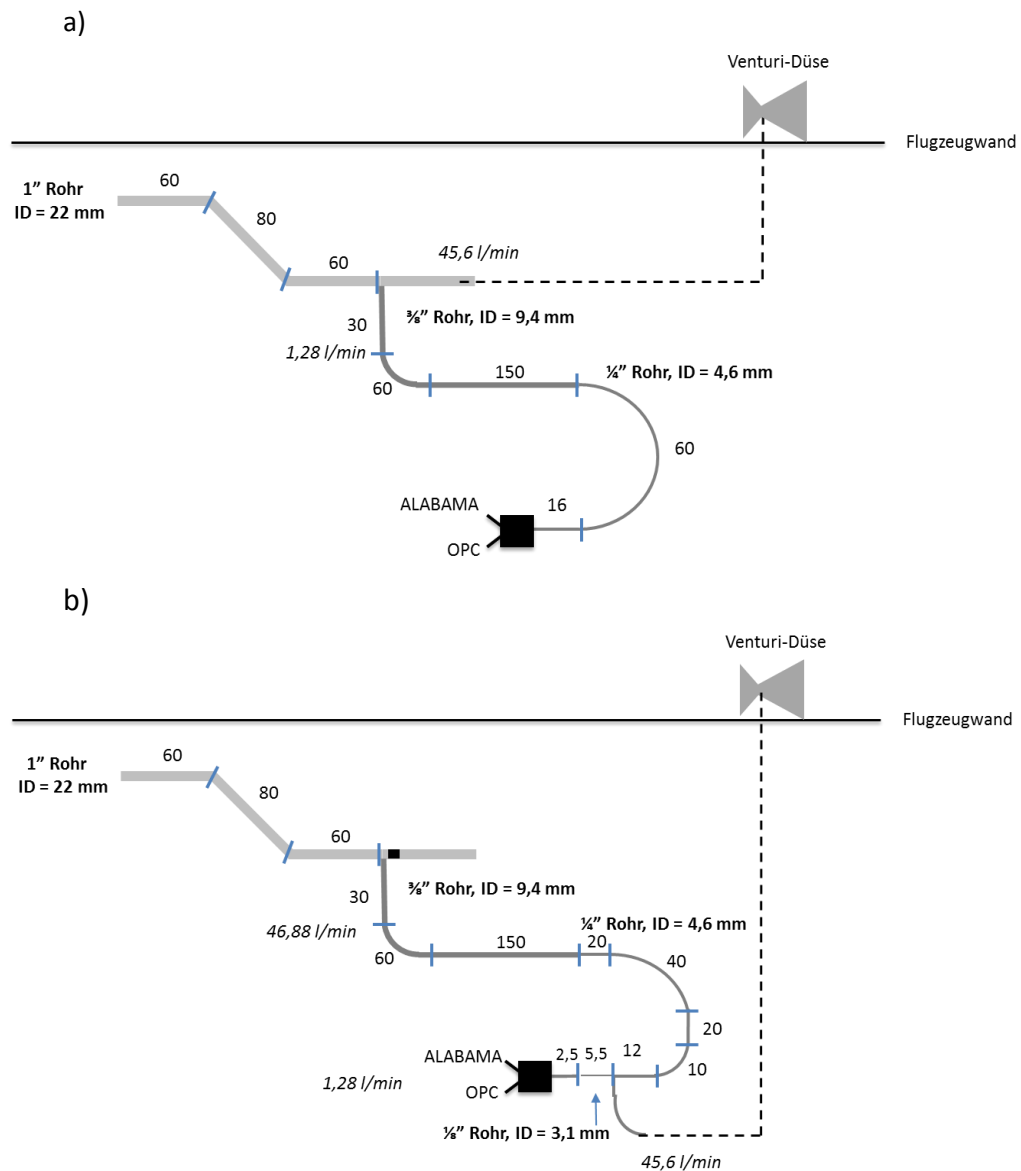 a)
Venturi-Düse
Flugzeugwand
60
1” Rohr
ID = 22 mm
80
60
45,6 l/min
30
⅜” Rohr, ID = 9,4 mm
1,28 l/min
60
150
¼” Rohr, ID = 4,6 mm
60
16
ALABAMA
OPC
b)
Venturi-Düse
Flugzeugwand
60
1” Rohr
ID = 22 mm
80
60
30
⅜” Rohr, ID = 9,4 mm
46,88 l/min
60
150
20
¼” Rohr, ID = 4,6 mm
40
20
10
12
5,5
2,5
ALABAMA
OPC
1,28 l/min
⅛” Rohr, ID = 3,1 mm
45,6 l/min